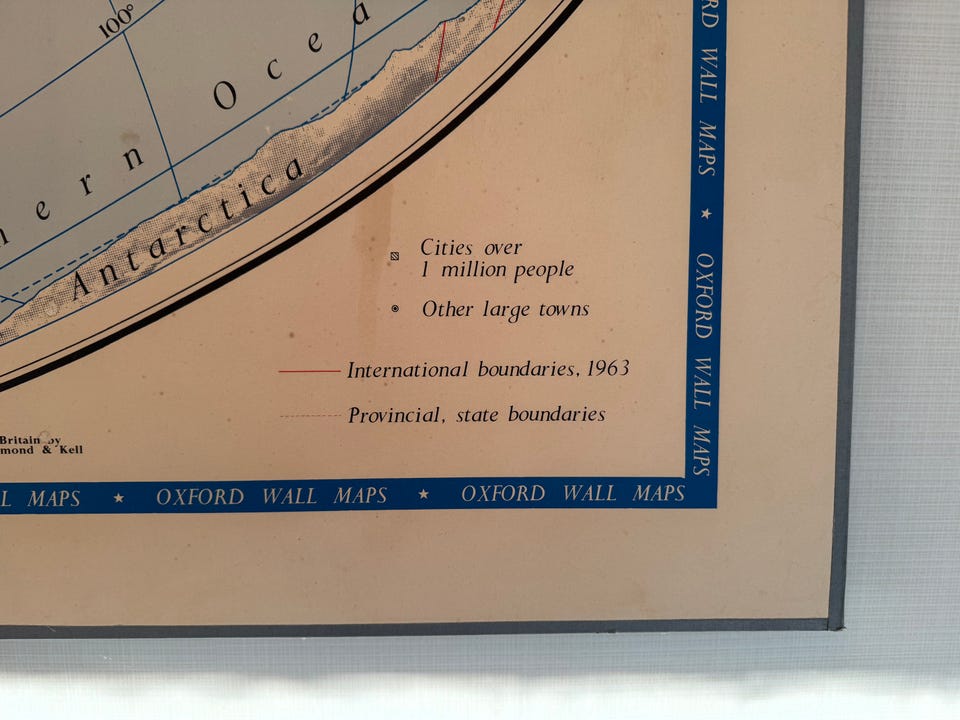 100°
Ocea
ern
Antarctica
Cities over
1 million people
Other large towns
International boundaries, 1963
Provincial, state boundaries
Britain by
mond & Kell
L MAPS ★ OXFORD WALL MAPS ★ OXFORD WALL MAPS
RD WALL MAPS ★ OXFORD WALL MAPS